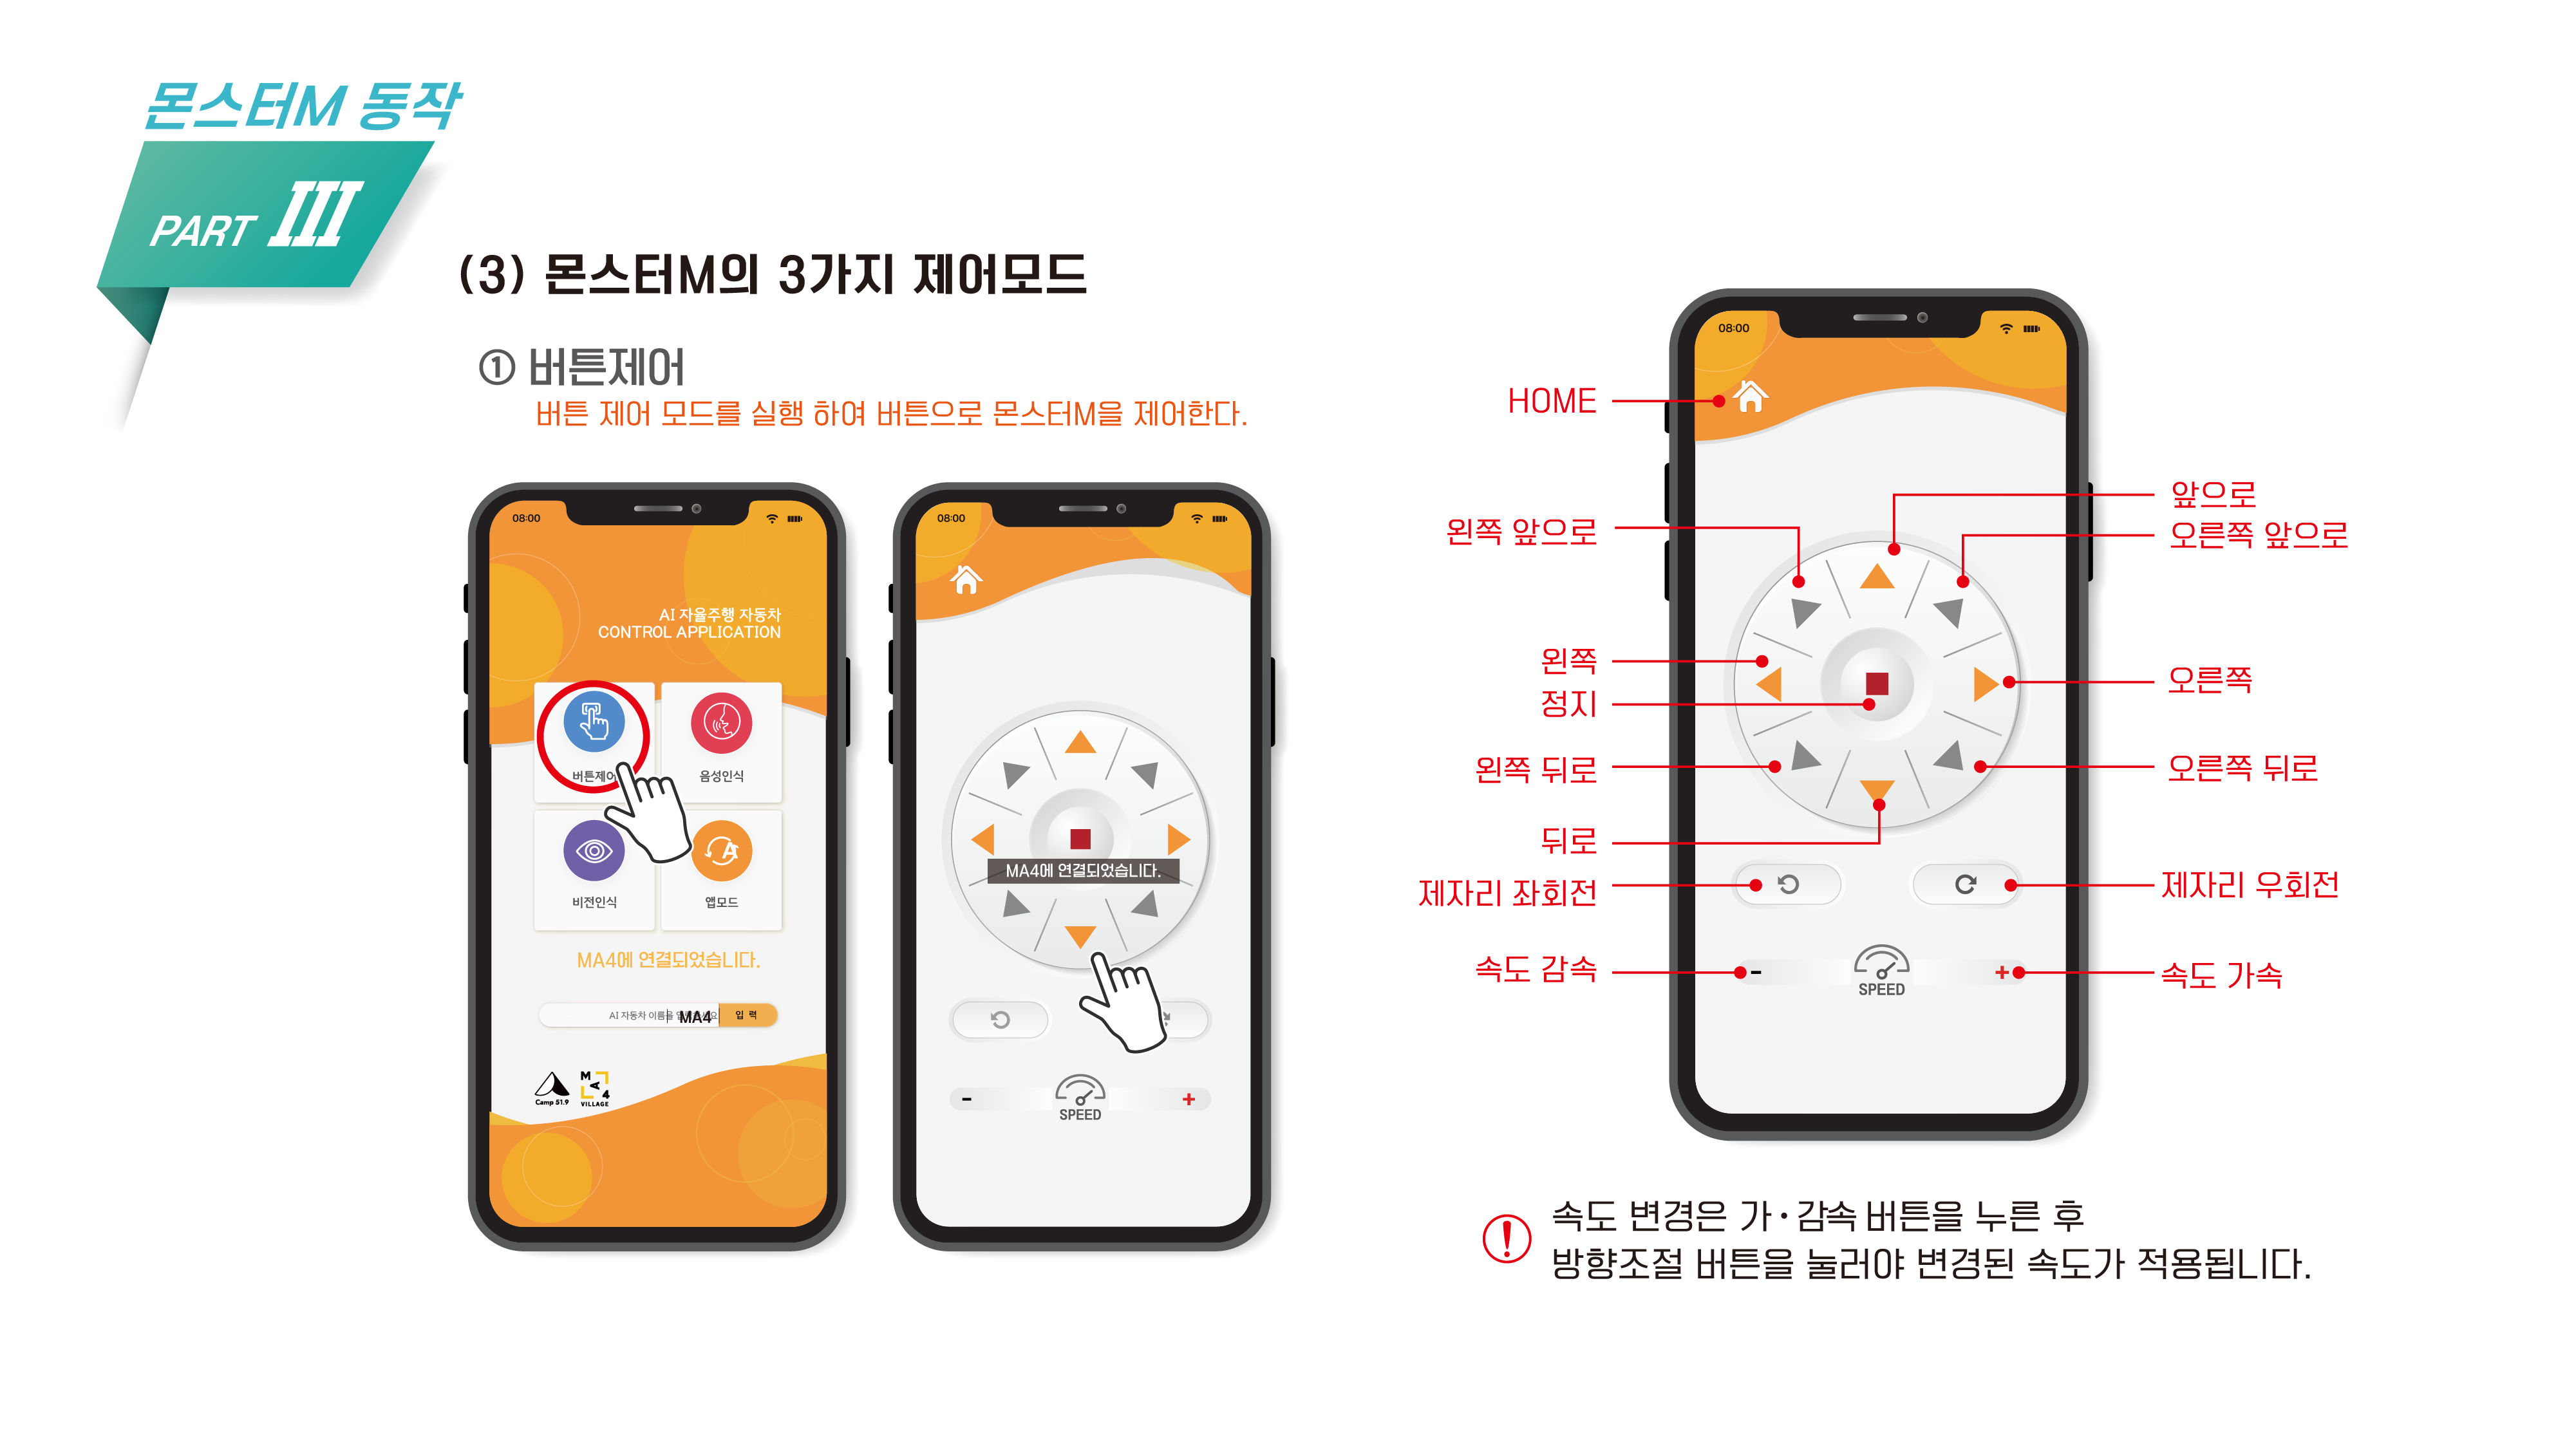 몬스터M 동작
PART III
(3) 몬스터M의 3가지 제어모드
① 버튼제어
버튼 제어 모드를 실행 하여 버튼으로 몬스터M을 제어한다.
08:00
AI 자율주행 자동차
CONTROL APPLICATION
버튼제어
음성인식
비전인식
앱모드
A
MA4에 연결되었습니다.
AI 자동차 이름을
MA4
입 력
Camp 51.9
MA4
VILLAGE
08:00
MA4에 연결되었습니다.
-
+
SPEED
08:00
HOME
앞으로
왼쪽 앞으로
오른쪽 앞으로
왼쪽
오른쪽
정지
왼쪽 뒤로
오른쪽 뒤로
뒤로
제자리 좌회전
제자리 우회전
속도 감속
-
+
속도 가속
SPEED
속도 변경은 가·감속 버튼을 누른 후
방향조절 버튼을 눌러야 변경된 속도가 적용됩니다.